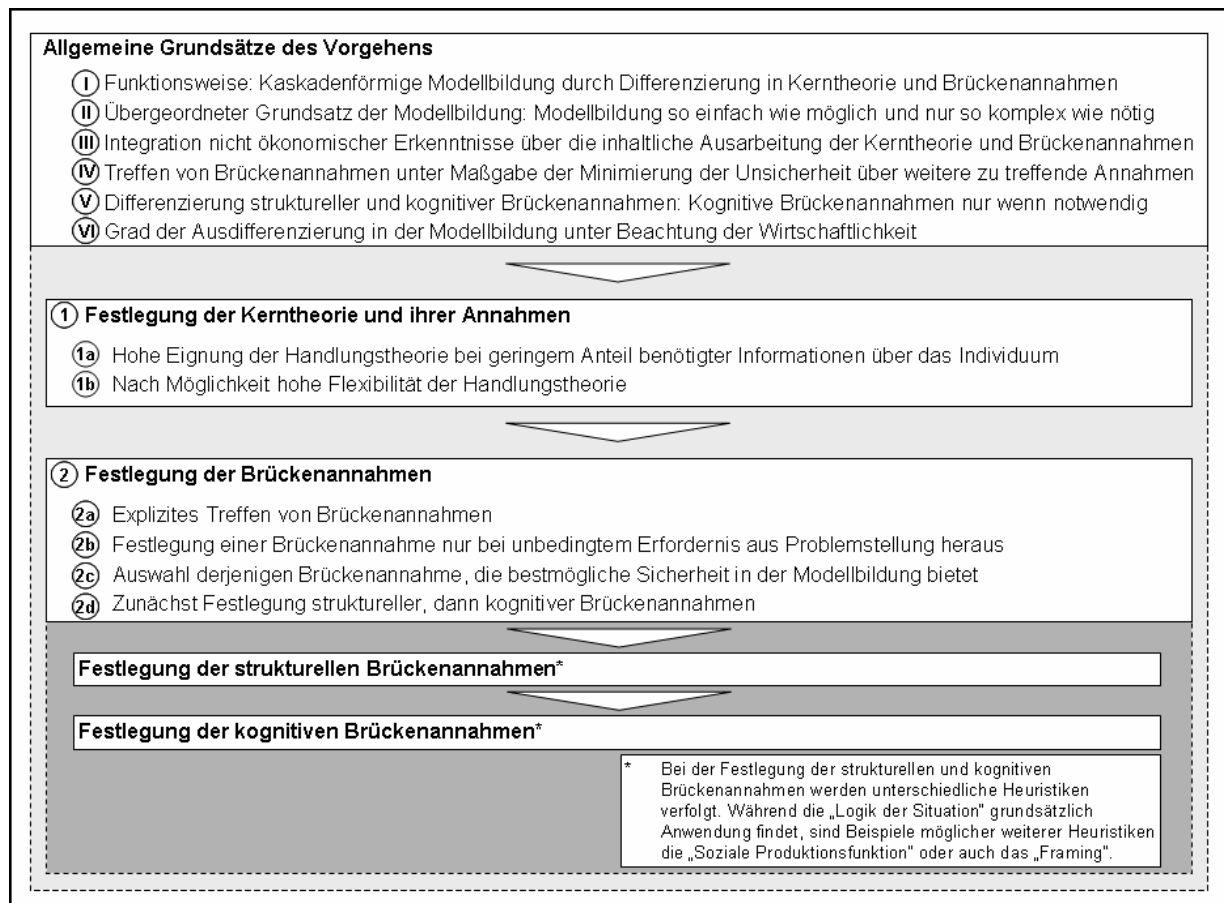 Allgemeine Grundsätze des Vorgehens
I Funktionsweise: Kaskadenförmige Modellbildung durch Differenzierung in Kerntheorie und Brückenannahmen
II Übergeordneter Grundsatz der Modellbildung: Modellbildung so einfach wie möglich und nur so komplex wie nötig
III Integration nicht ökonomischer Erkenntnisse über die inhaltliche Ausarbeitung der Kerntheorie und Brückenannahmen
IV Treffen von Brückenannahmen unter Maßgabe der Minimierung der Unsicherheit über weitere zu treffende Annahmen
V Differenzierung struktureller und kognitiver Brückenannahmen: Kognitive Brückenannahmen nur wenn notwendig
VI Grad der Ausdifferenzierung in der Modellbildung unter Beachtung der Wirtschaftlichkeit
1 Festlegung der Kerntheorie und ihrer Annahmen
1a Hohe Eignung der Handlungstheorie bei geringem Anteil benötigter Informationen über das Individuum
1b Nach Möglichkeit hohe Flexibilität der Handlungstheorie
2 Festlegung der Brückenannahmen
2a Explizites Treffen von Brückenannahmen
2b Festlegung einer Brückenannahme nur bei unbedingtem Erfordernis aus Problemstellung heraus
2c Auswahl derjenigen Brückenannahme, die bestmögliche Sicherheit in der Modellbildung bietet
2d Zunächst Festlegung struktureller, dann kognitiver Brückenannahmen
Festlegung der strukturellen Brückenannahmen*
Festlegung der kognitiven Brückenannahmen*
* Bei der Festlegung der strukturellen und kognitiven
Brückenannahmen werden unterschiedliche Heuristiken
verfolgt. Während die „Logik der Situation" grundsätzlich
Anwendung findet, sind Beispiele möglicher weiterer Heuristiken
die „Soziale Produktionsfunktion" oder auch das „Framing".